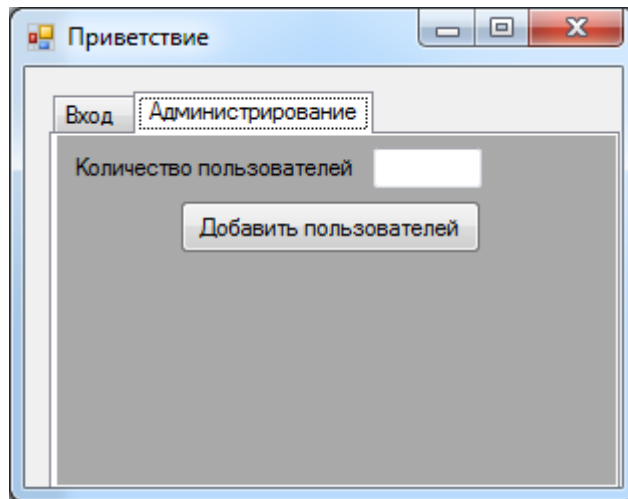 Приветствие
Вход Администрирование
Количество пользователей
Добавить пользователей